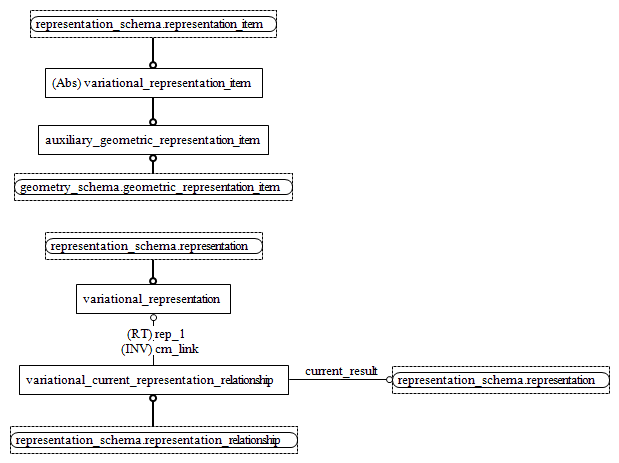 representation_schema.representation_item
(Abs) variational_representation_item
auxiliary_geometric_representation_item
geometry_schema.geometric_representation_item
representation_schema.representation
variational_representation
(RT) rep_1
(INV) cm_link
variational_current_representation_relationship
current_result
representation_schema.representation
representation_schema.representation_relationship